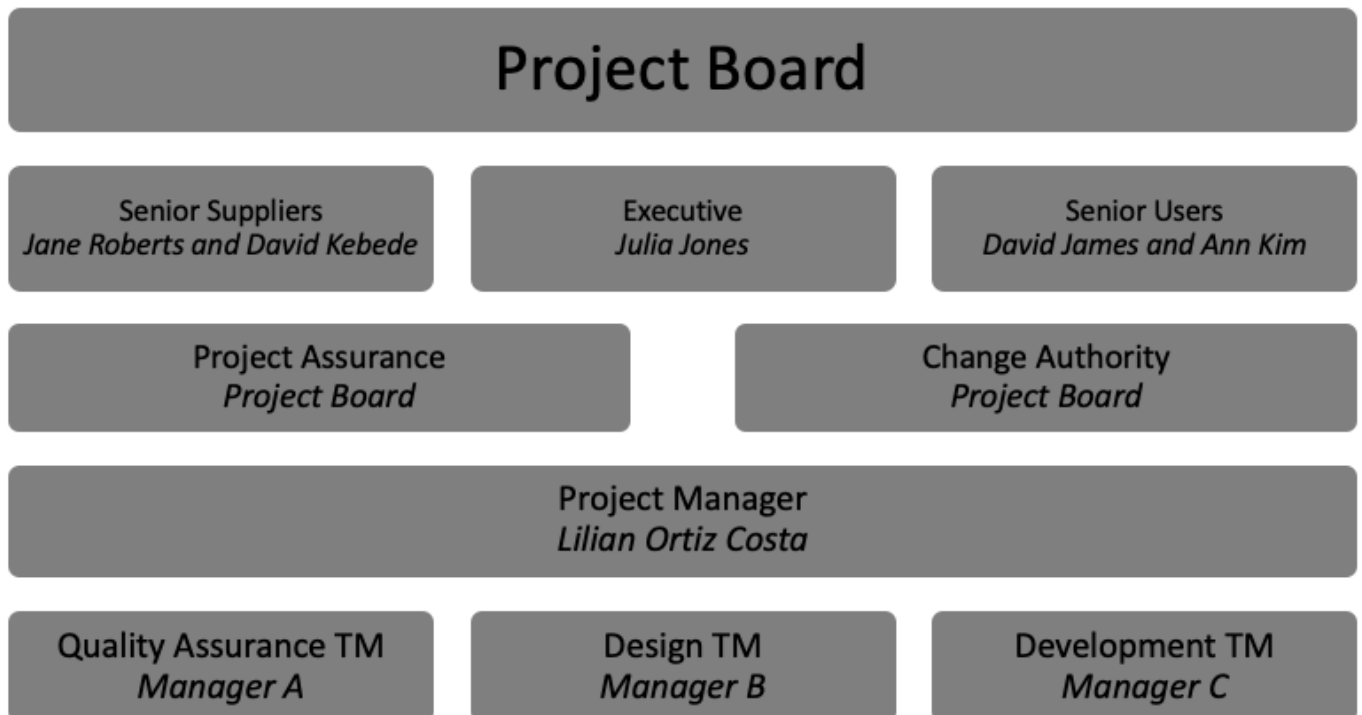 Project Board
Senior Suppliers
Jane Roberts and David Kebede
Executive
Julia Jones
Senior Users
David James and Ann Kim
Project Assurance
Project Board
Change Authority
Project Board
Project Manager
Lilian Ortiz Costa
Quality Assurance TM
Manager A
Design TM
Manager B
Development TM
Manager C